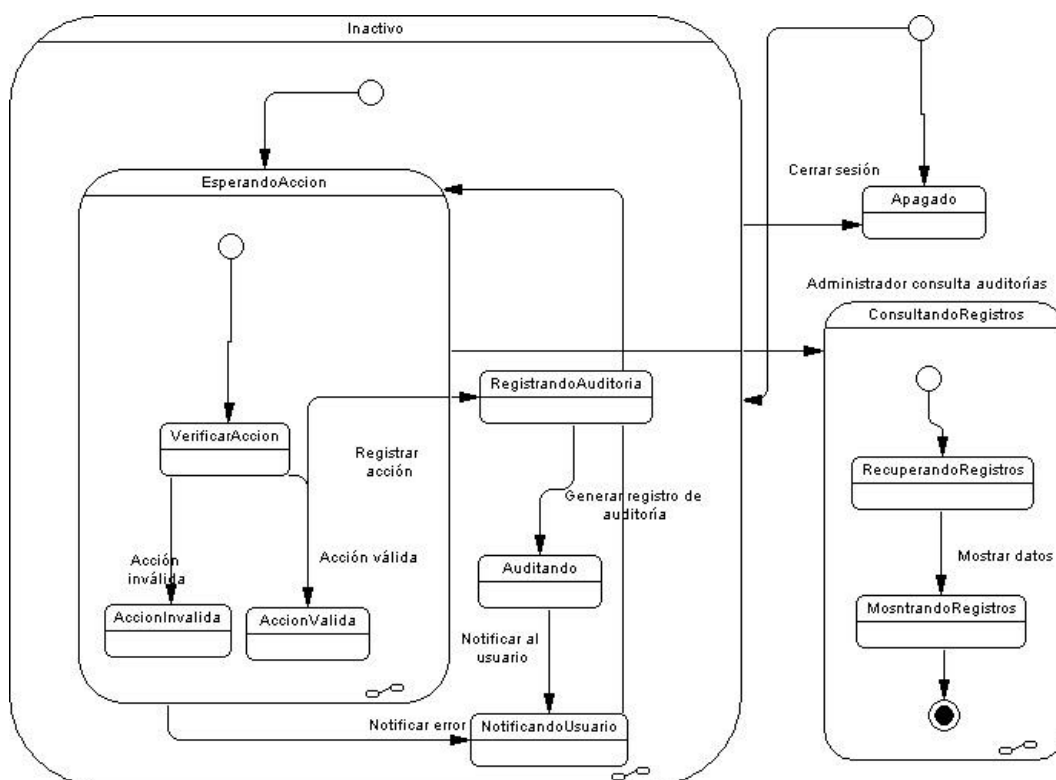 Inactivo
Cerrar sesión
EsperandoAccion
Apagado
Administrador consulta auditorías
ConsultandoRegistros
RegistrandoAuditoria
VerificarAccion
Registrar
acción
RecuperandoRegistros
Generar registro de
auditoría
Acción
inválida
Acción válida
Auditando
Mostrar datos
AccionInvalida
AccionValida
MosntrandoRegistros
Notificar al
usuario
Notificar error
NotificandoUsuario